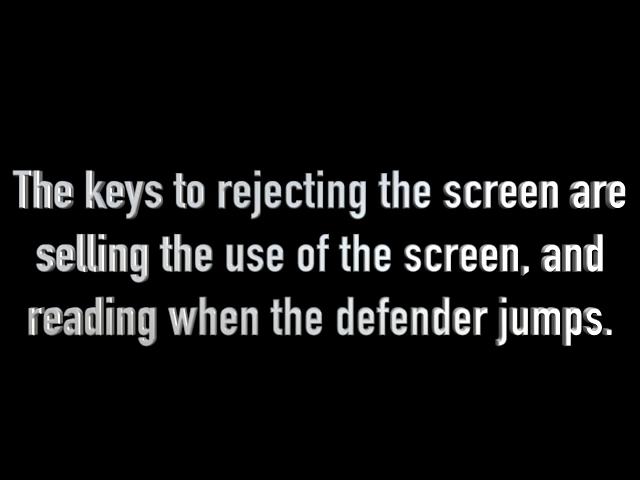 The keys to rejecting the screen are
selling the use of the screen, and
reading when the defender jumps.